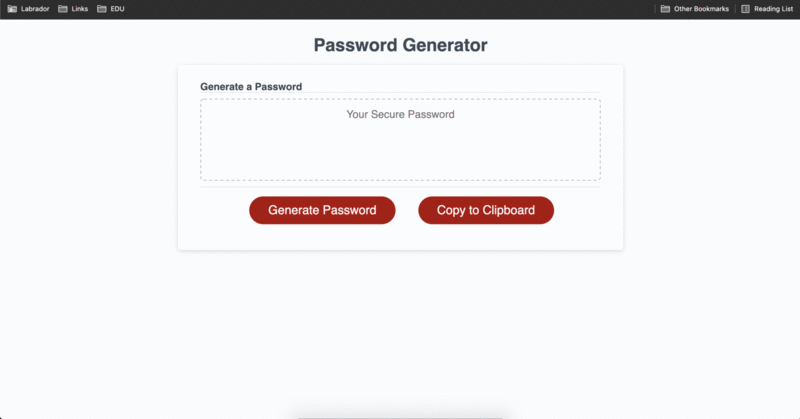 Labrador Links EDU Other Bookmarks Reading List
Password Generator
Generate a Password
Your Secure Password
Generate Password Copy to Clipboard